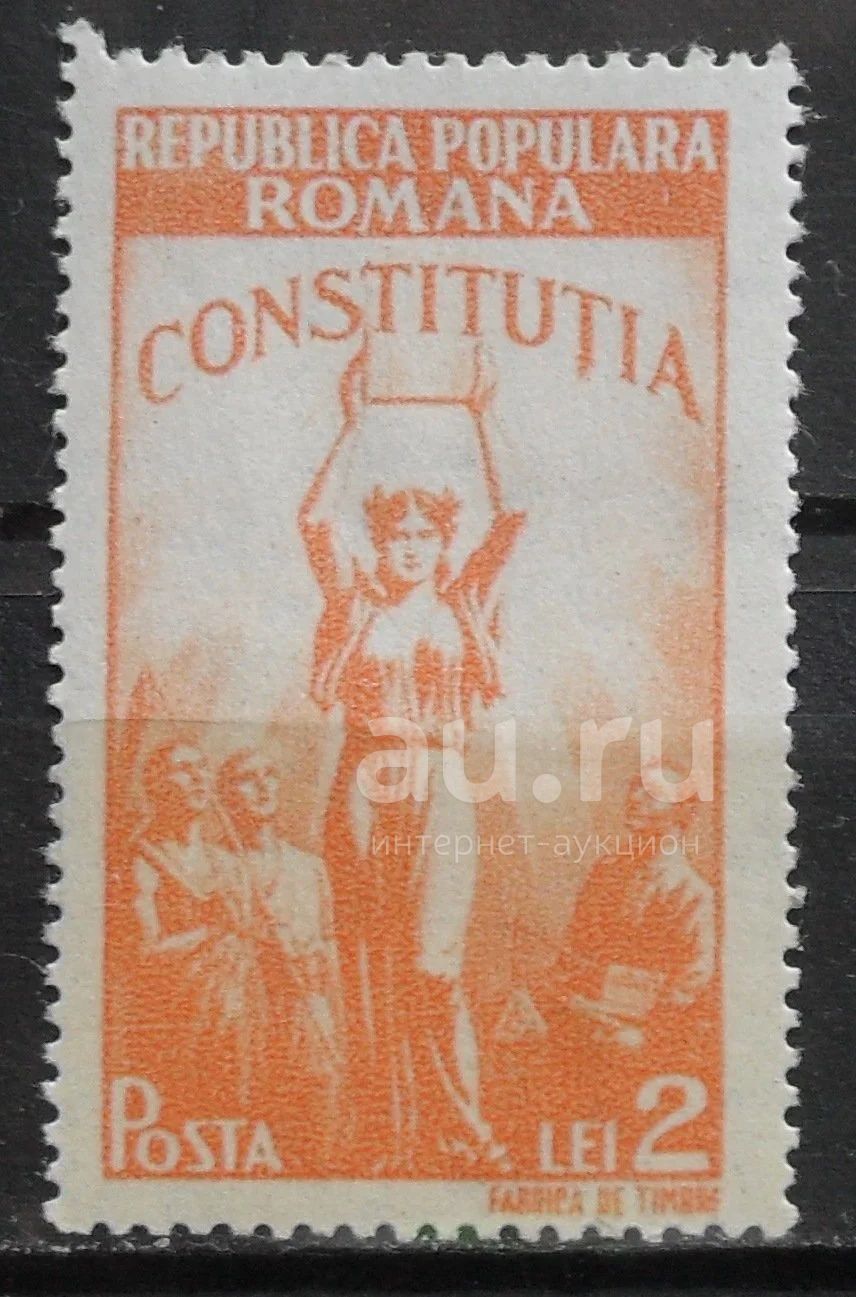 REPUBLICA POPULARA
ROMANA
CONSTITUTIA
au.ru
интернет-аукцион
POSTA
LEI 2
FABRICA DE TIMBRE